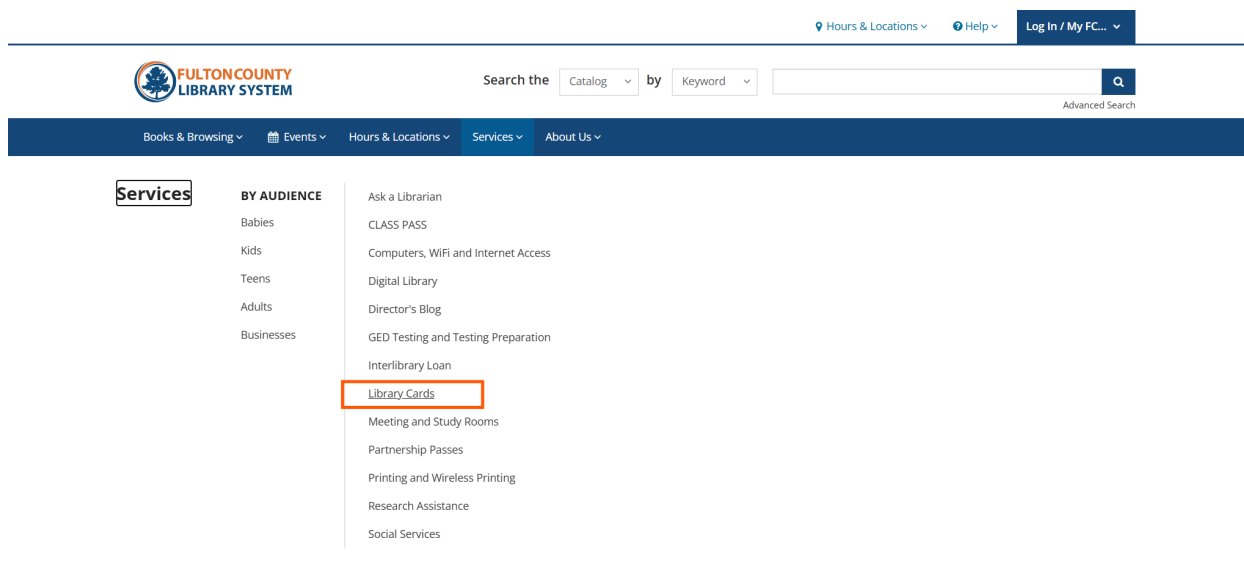 Hours & Locations
Help
Log In / My FC...
FULTON COUNTY
LIBRARY SYSTEM
Search the Catalog by Keyword
Advanced Search
Books & Browsing
Events
Hours & Locations
Services
About Us
Services
BY AUDIENCE
Babies
Kids
Teens
Adults
Businesses
Ask a Librarian
CLASS PASS
Computers, WiFi and Internet Access
Digital Library
Director's Blog
GED Testing and Testing Preparation
Interlibrary Loan
Library Cards
Meeting and Study Rooms
Partnership Passes
Printing and Wireless Printing
Research Assistance
Social Services